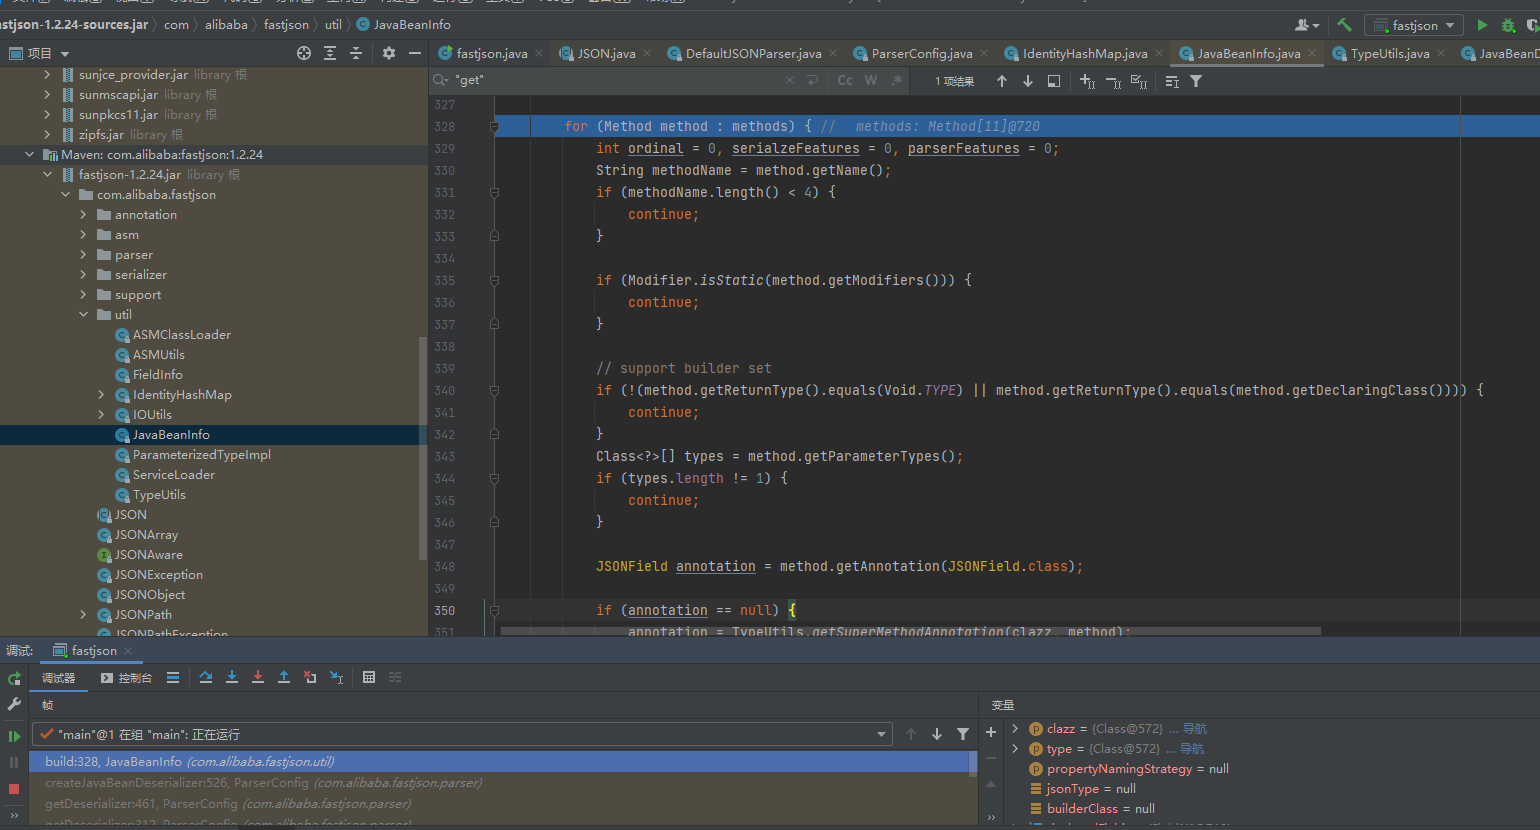 astjson-1.2.24-sources.jar 〉 com 〉 alibaba 〉 fastjson 〉 util 〉 JavaBeanInfo
fastjson
项目
fastjson.java JSON.java DefaultJSONParser.java ParserConfig.java IdentityHashMap.java JavaBeanInfo.java TypeUtils.java JavaBeanD
"get" Cc W .* 1 项结果
sunjce_provider.jar library 根
sunmscapi.jar library 根
sunpkcs11.jar library 根
zipfs.jar library 根
Maven: com.alibaba:fastjson:1.2.24
fastjson-1.2.24.jar library 根
com.alibaba.fastjson
annotation
asm
parser
serializer
support
util
ASMClassLoader
ASMUtils
FieldInfo
IdentityHashMap
IOUtils
JavaBeanInfo
ParameterizedTypeImpl
ServiceLoader
TypeUtils
JSON
JSONArray
JSONAware
JSONException
JSONObject
JSONPath
JSONPathException
327
328 for (Method method : methods) { // methods: Method[11]@720
329 int ordinal = 0, serialzeFeatures = 0, parserFeatures = 0;
330 String methodName = method.getName();
331 if (methodName.length() < 4) {
332 continue;
333 }
334
335 if (Modifier.isStatic(method.getModifiers())) {
336 continue;
337 }
338
339 // support builder set
340 if (!(method.getReturnType().equals(Void.TYPE) || method.getReturnType().equals(method.getDeclaringClass()))) {
341 continue;
342 }
343 Class<?>[] types = method.getParameterTypes();
344 if (types.length != 1) {
345 continue;
346 }
347
348 JSONField annotation = method.getAnnotation(JSONField.class);
349
350 if (annotation == null) {
351 annotation = TypeUtils.getSuperMethodAnnotation(clazz, method);
调试: fastjson
调试器 控制台
帧
"main"@1 在组 "main": 正在运行
build:328, JavaBeanInfo (com.alibaba.fastjson.util)
createJavaBeanDeserializer:526, ParserConfig (com.alibaba.fastjson.parser)
getDeserializer:461, ParserConfig (com.alibaba.fastjson.parser)
getDeserializer:312, ParserConfig (com.alibaba.fastjson.parser)
变量
clazz = {Class@572} ... 导航
type = {Class@572} ... 导航
propertyNamingStrategy = null
jsonType = null
builderClass = null